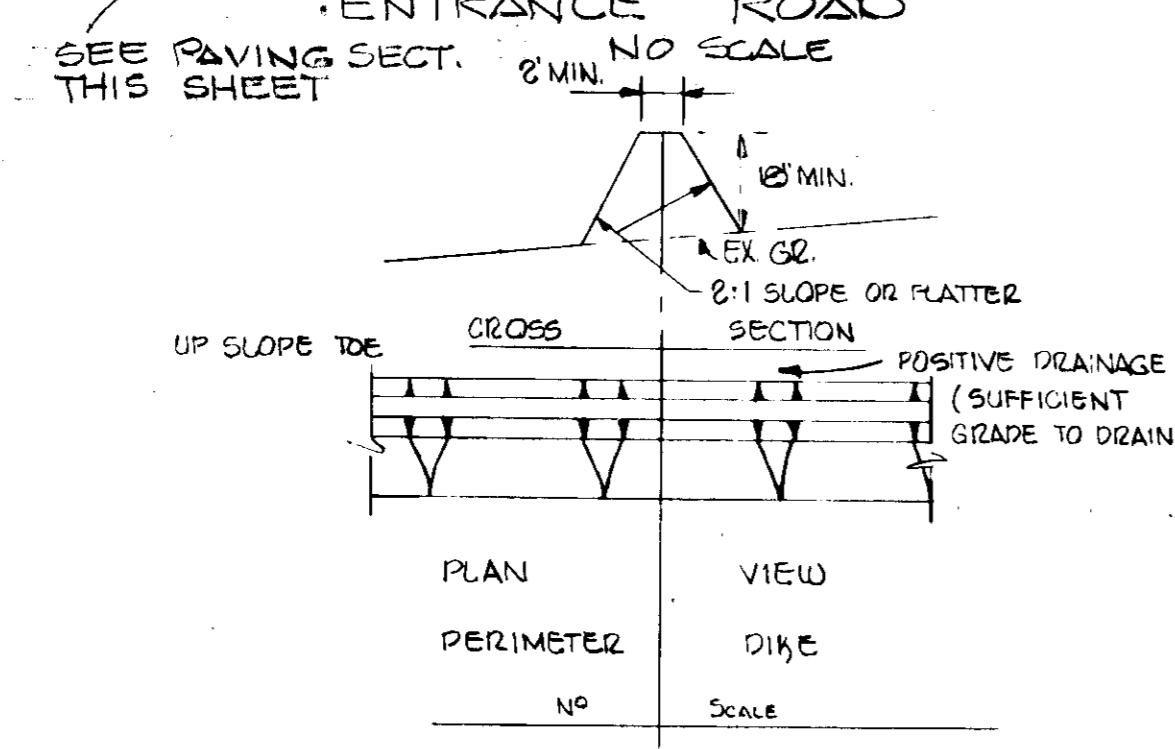 ENTRANCE ROAD
SEE PAVING SECT.
THIS SHEET
NO SCALE
2' MIN.
18" MIN.
EX. GR.
2:1 SLOPE OR FLATTER
CROSS SECTION
UP SLOPE TOE
POSITIVE DRAINAGE
(SUFFICIENT
GRADE TO DRAIN
PLAN VIEW
PERIMETER DIKE
NO SCALE